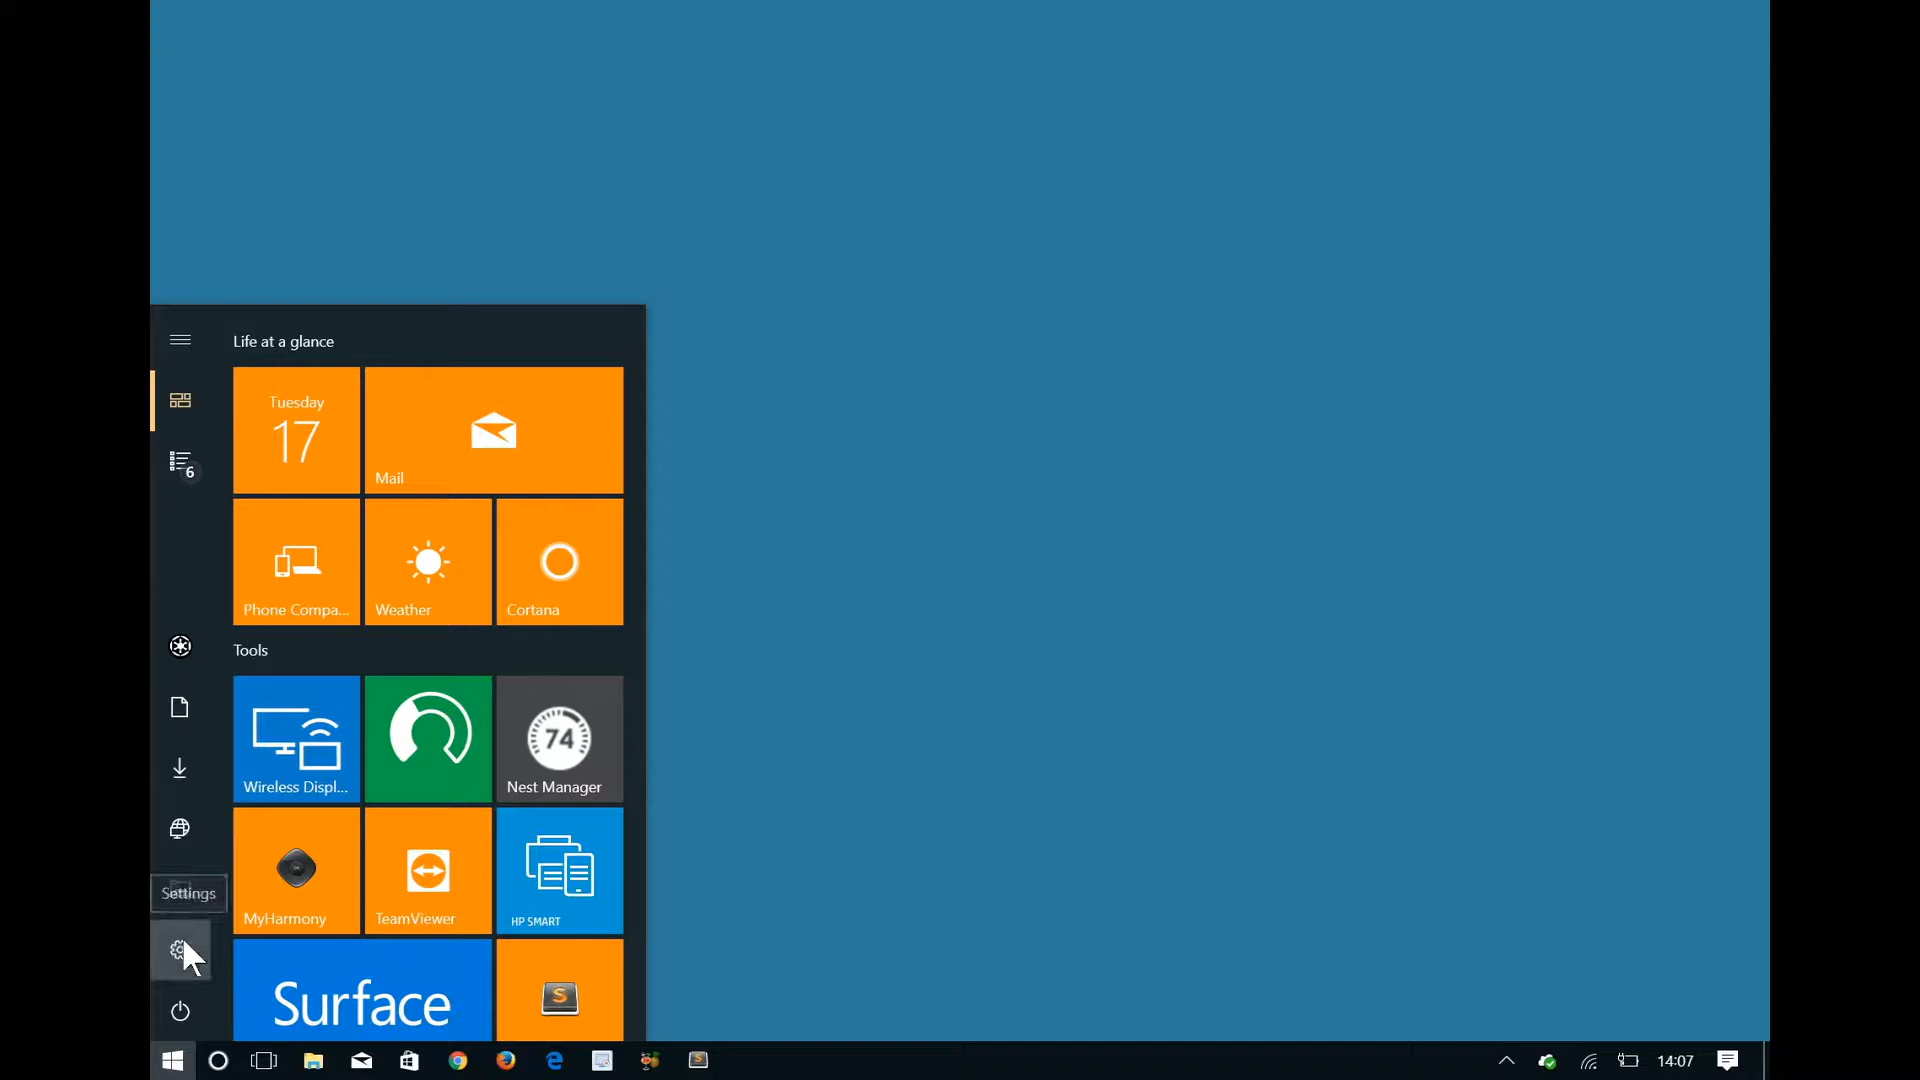 Life at a glance
Tuesday
17
Mail
6
Phone Compa...
Weather
Cortana
Tools
74
Wireless Displ...
Nest Manager
Settings
MyHarmony
TeamViewer
HP SMART
Surface
S
14:07